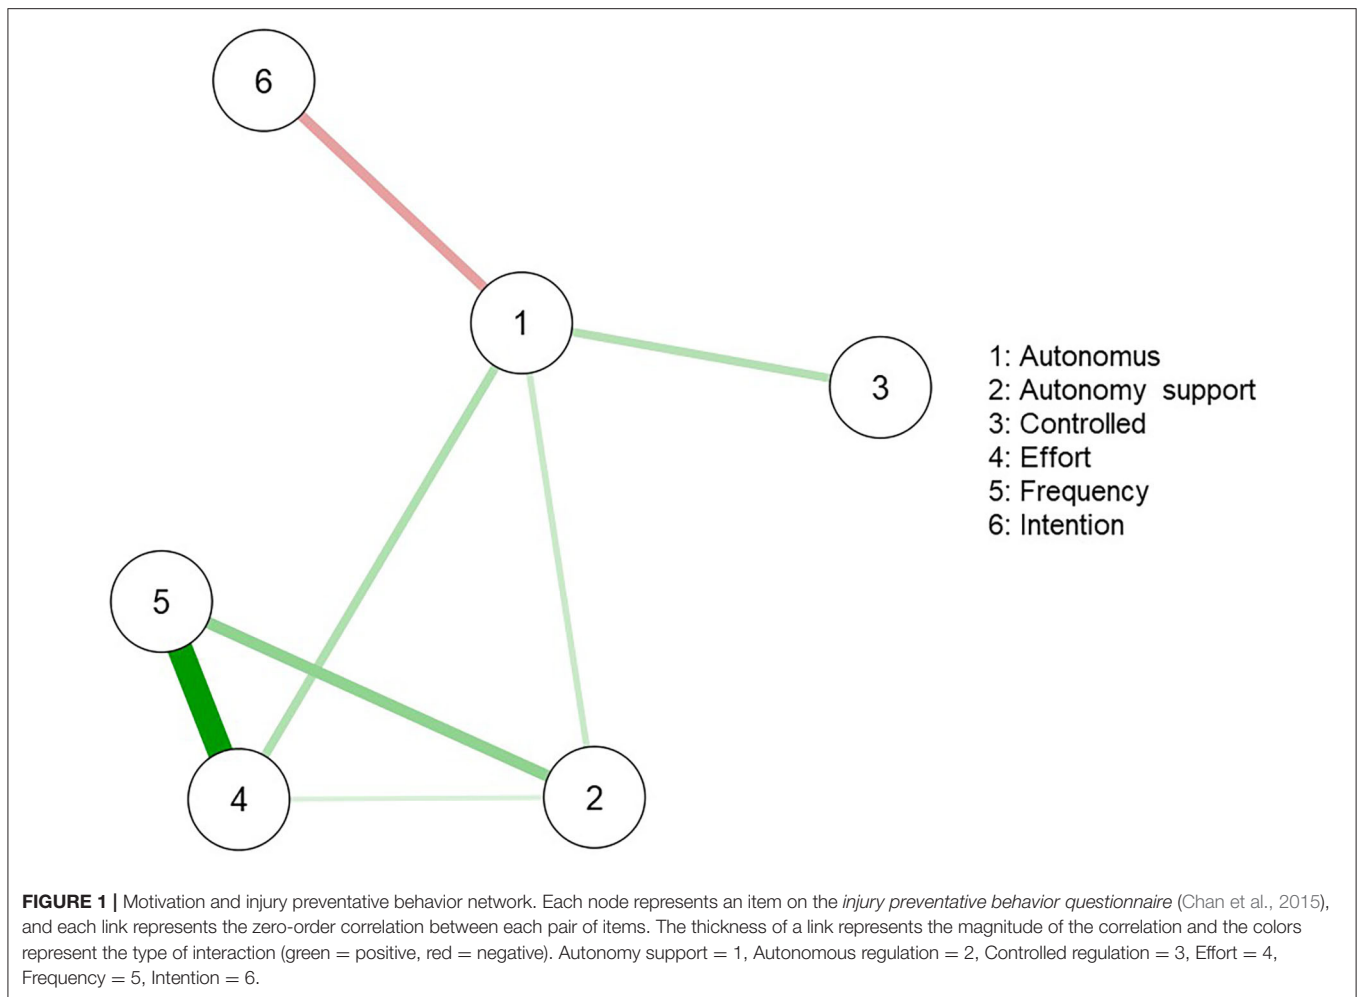 6
1
3
1: Autonomus
2: Autonomy support
3: Controlled
4: Effort
5: Frequency
6: Intention
5
4
2
FIGURE 1 | Motivation and injury preventative behavior network. Each node represents an item on the injury preventative behavior questionnaire (Chan et al., 2015),
and each link represents the zero-order correlation between each pair of items. The thickness of a link represents the magnitude of the correlation and the colors
represent the type of interaction (green = positive, red = negative). Autonomy support = 1, Autonomous regulation = 2, Controlled regulation = 3, Effort = 4,
Frequency = 5, Intention = 6.